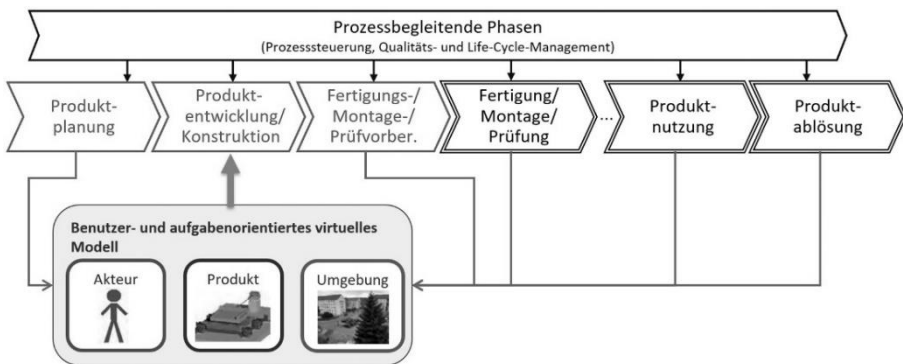 Prozessbegleitende Phasen
(Prozesssteuerung, Qualitäts- und Life-Cycle-Management)
Produkt-
planung
Produkt-
entwicklung/
Konstruktion
Fertigungs-/
Montage-/
Prüfvorber.
Fertigung/
Montage/
Prüfung
...
Produkt-
nutzung
Produkt-
ablösung
Benutzer- und aufgabenorientiertes virtuelles
Modell
Akteur
Produkt
Umgebung